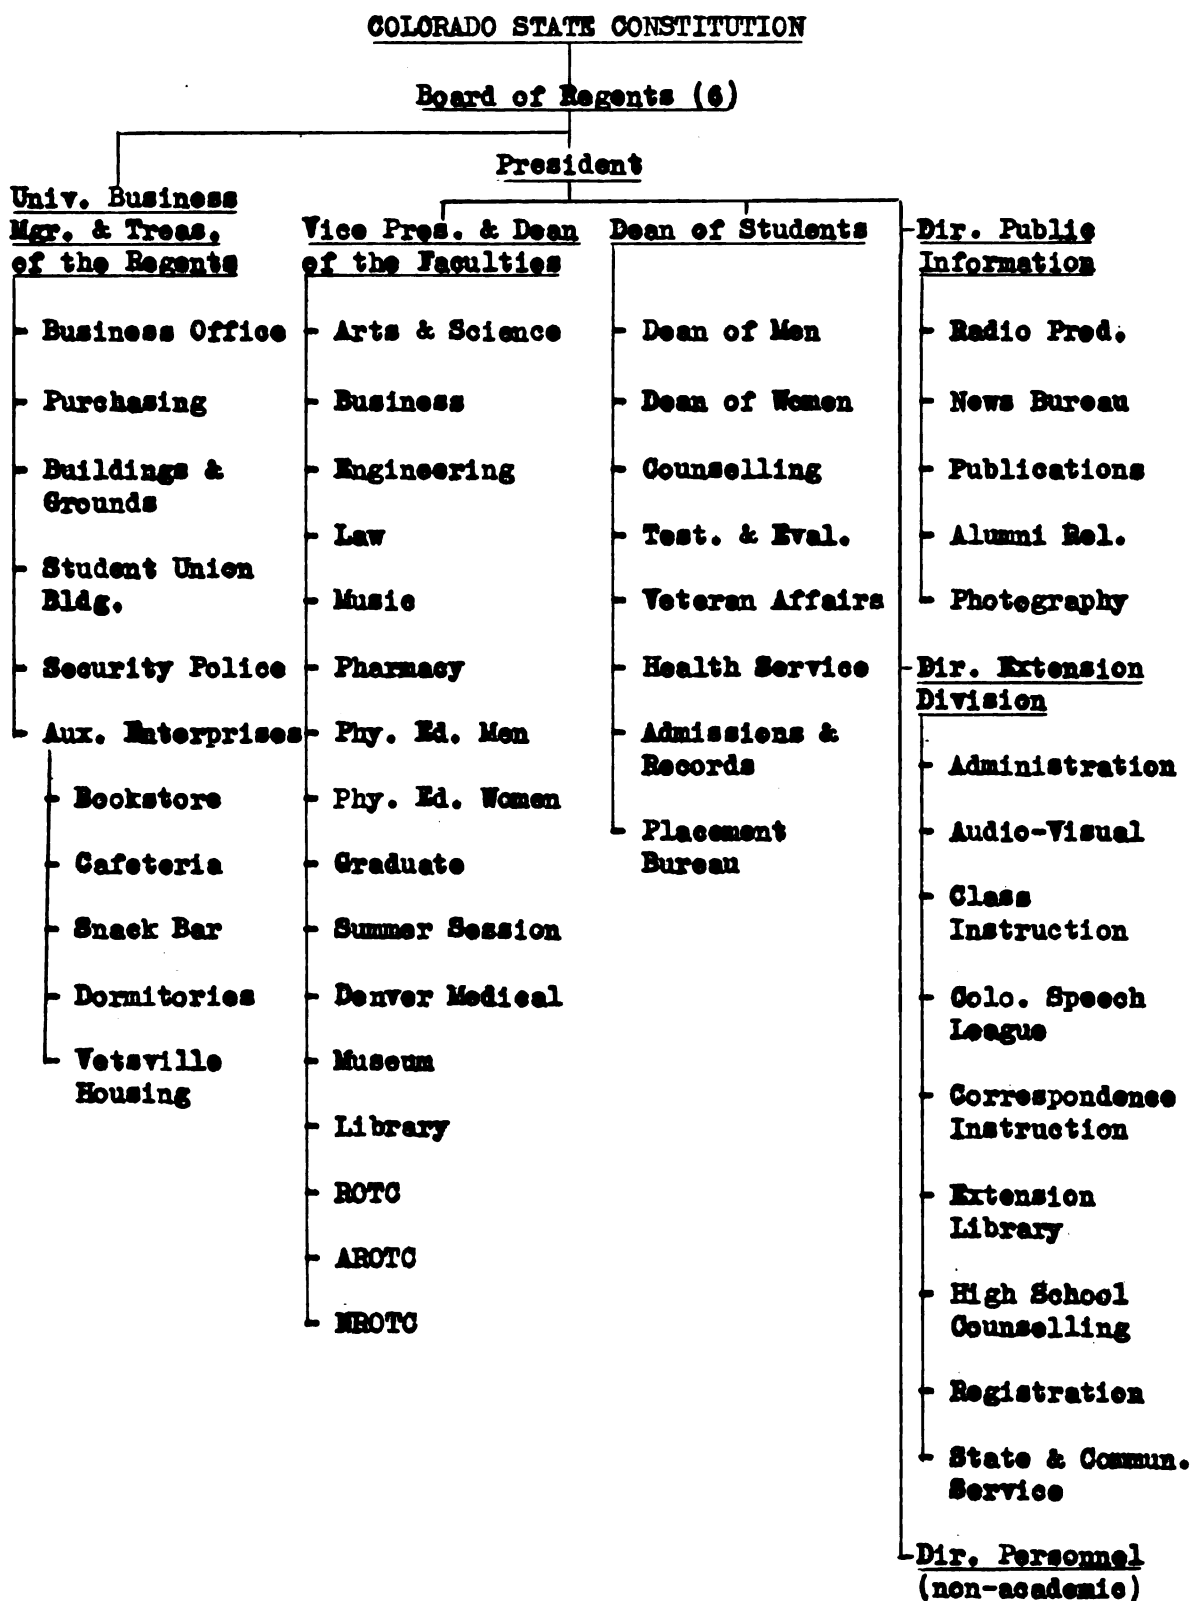 COLORADO STATE CONSTITUTION
Board of Regents (6)
President
Univ. Business
Mgr. & Treas.
of the Regents
Business Office
Purchasing
Buildings &
Grounds
Student Union
Bldg.
Security Police
Aux. Enterprises
Bookstore
Cafeteria
Snack Bar
Dormitories
Vetsville
Housing
Vice Pres. & Dean
of the Faculties
Arts & Science
Business
Engineering
Law
Music
Pharmacy
Phy. Ed. Men
Phy. Ed. Women
Graduate
Summer Session
Denver Medical
Museum
Library
ROTC
AROTC
NROTC
Dean of Students
Dean of Men
Dean of Women
Counselling
Test. & Eval.
Veteran Affairs
Health Service
Admissions &
Records
Placement
Bureau
Dir. Public
Information
Radio Prod.
News Bureau
Publications
Alumni Rel.
Photography
Dir. Extension
Division
Administration
Audio-Visual
Class
Instruction
Colo. Speech
League
Correspondence
Instruction
Extension
Library
High School
Counselling
Registration
State & Commun.
Service
Dir. Personnel
(non-academic)